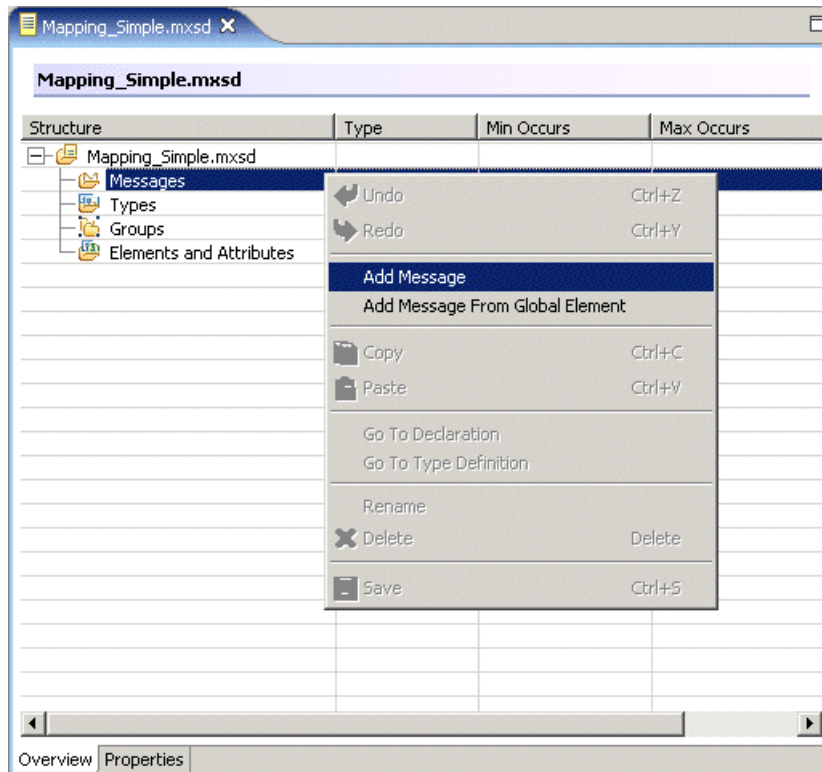 Mapping_Simple.mxsd
Mapping_Simple.mxsd
Structure Type Min Occurs Max Occurs
Mapping_Simple.mxsd
Messages
Types
Groups
Elements and Attributes
Undo Ctrl+Z
Redo Ctrl+Y
Add Message
Add Message From Global Element
Copy Ctrl+C
Paste Ctrl+V
Go To Declaration
Go To Type Definition
Rename
Delete Delete
Save Ctrl+S
Overview Properties